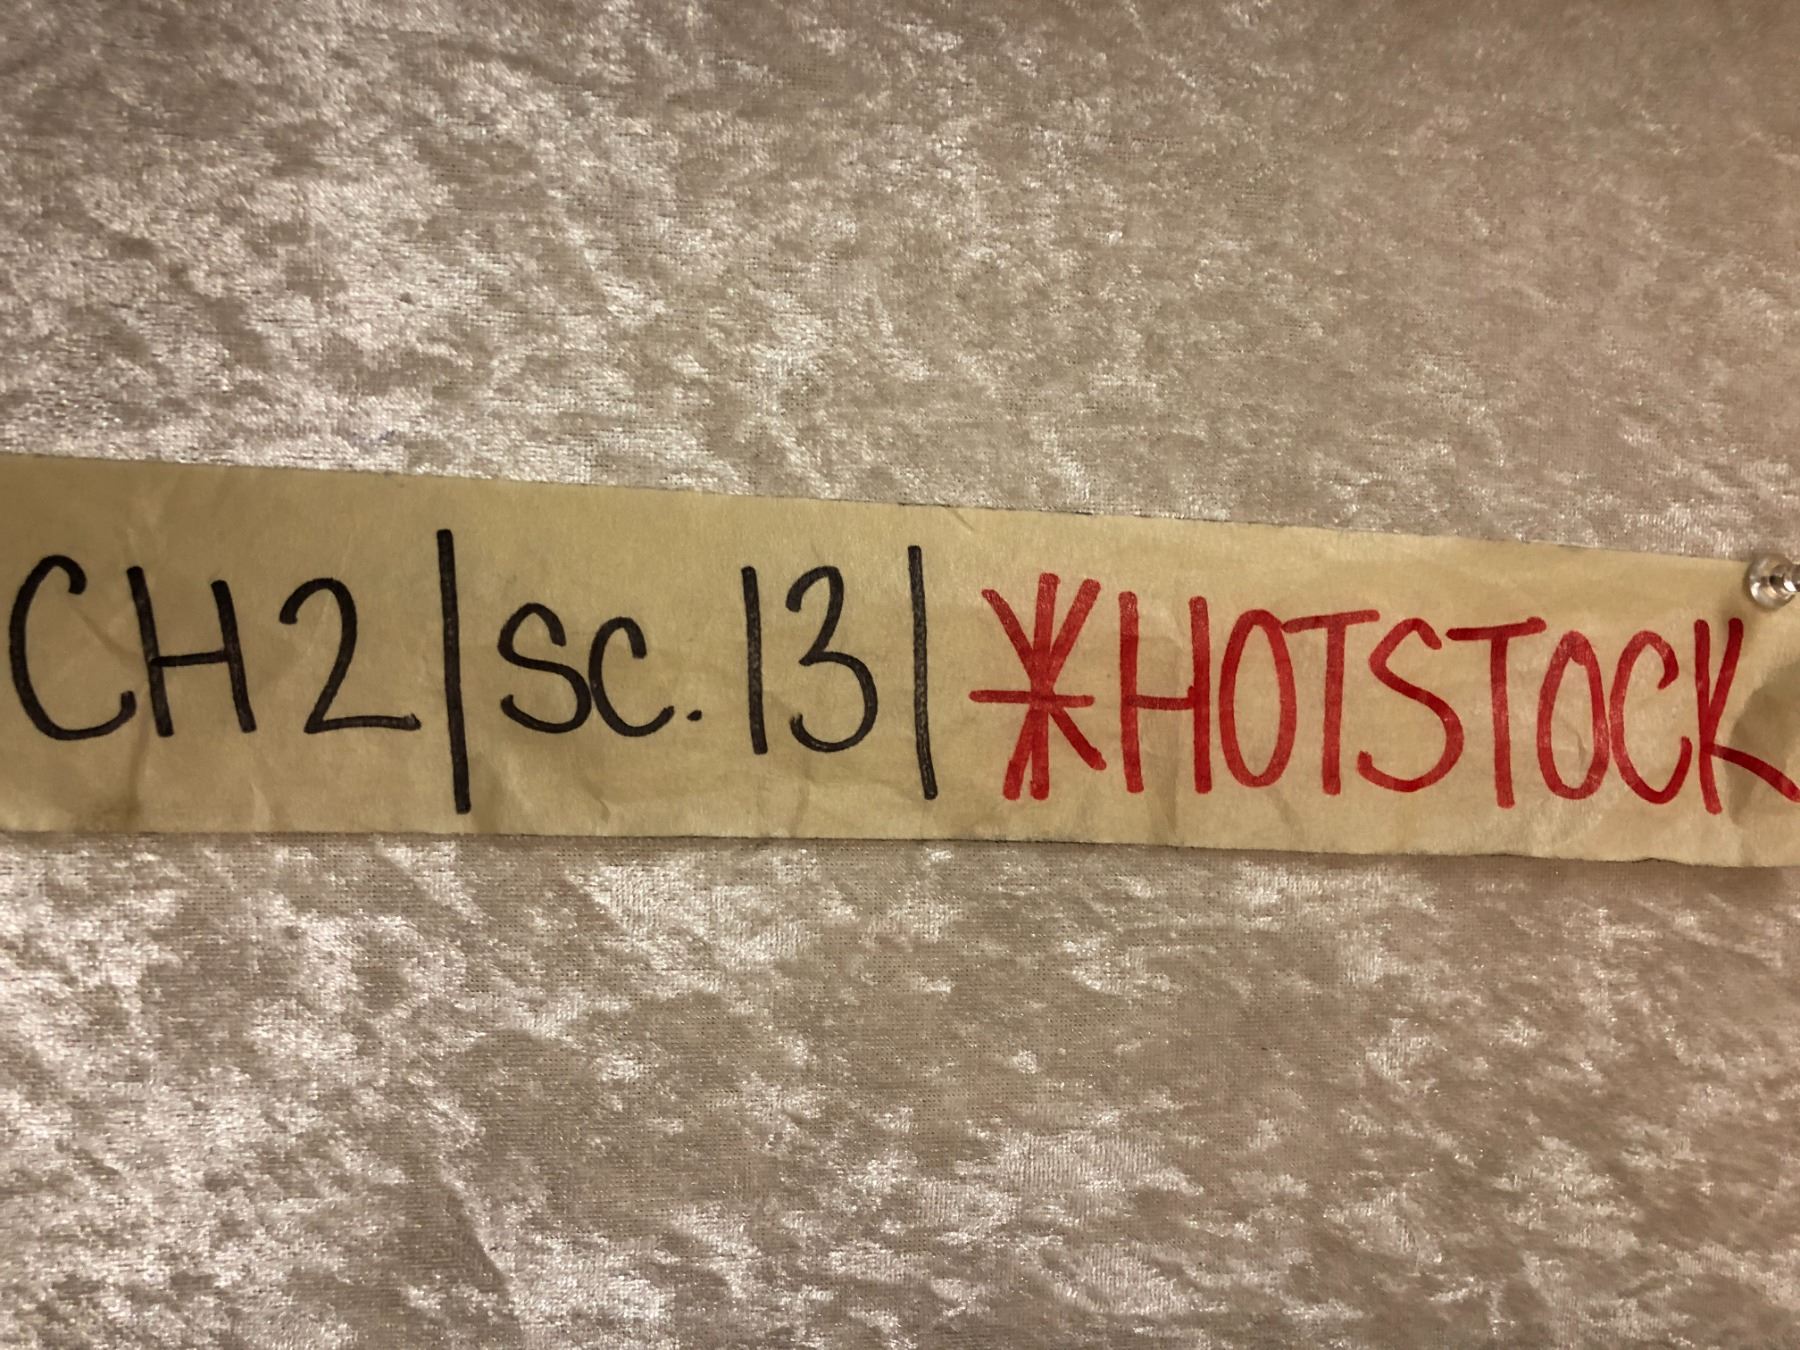 CH2 | SC. 13 | *HOTSTOCK